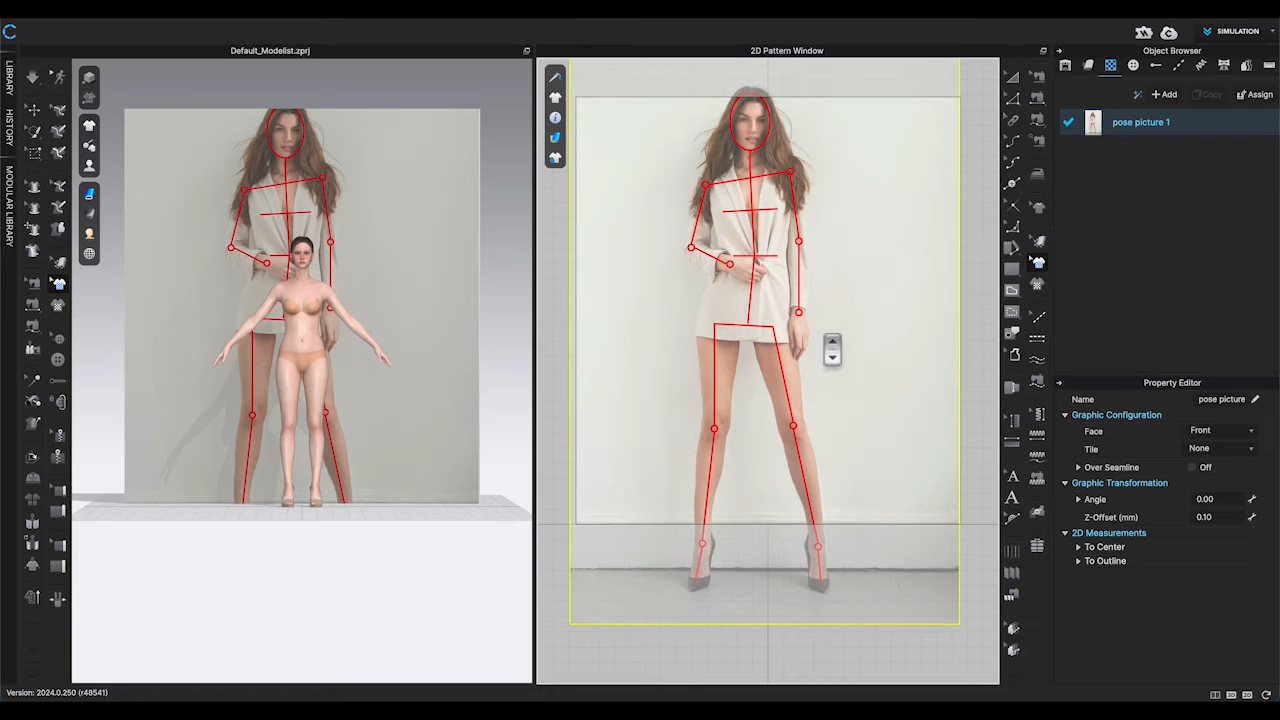 SIMULATION
Default_Modelist.zprj
2D Pattern Window
Object Browser
LIBRARY
HISTORY
MODULAR LIBRARY
Add
Copy
Assign
pose picture 1
Property Editor
Name
pose picture
Graphic Configuration
Face
Front
Tile
None
Over Seamline
Off
Graphic Transformation
Angle
0.00
Z-Offset (mm)
0.10
2D Measurements
To Center
To Outline
A
A
Version: 2024.0.250 (r48541)
3D
2D